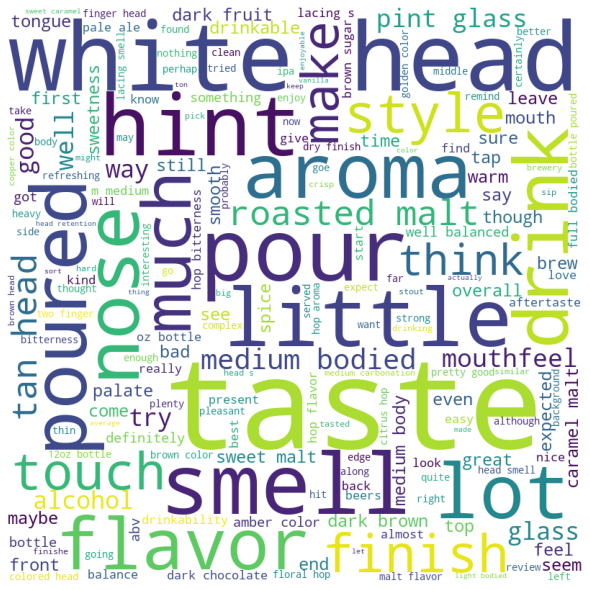 sweet caramel
finger head
dark fruit
lacing s
pint glass
tongue
pale ale
found
drinkable
brown sugar
golden color
certainly
better
white head
lacing smell
nothing
perhaps
clean
tried
ipa
enjoyable
vanilla
middle
take
first
sweetness
know
something
enjoy
ton
keep
make
style
remind
leave
bottle poured
copper color
good
well
body
may
hint
pick
now
give
dry finish
time
find
mouth
sure
drink
might
refreshing
way
still
smooth
aroma
color
goe
tap
warm
brewery
sip
full bodied
got
m medium
will
probably
crisp
say
heavy
side
head retention
poured
nose
much
hop bitterness
roasted malt
though
kind
interesting
pour
start
well balanced
think
brew
love
brown head
sort
hard
thought
go
big
far
actually
aftertaste
tan head
thing
two finger
see
complex
spice
served
hop aroma
expect
stout
overall
little
want
strong
drinking
bitterness
bad
oz bottle
head s
medium bodied
medium carbonation
pretty good
similar
mouthfeel
enough
really
thin
palate
plenty
present
pleasant
taste
tasted
even
easy
made
although
expected
background
caramel malt
average
come
try
definitely
best
hop flavor
citrus hop
medium body
12oz bottle
brown color
sweet malt
edge
along
look
great
nice
touch
smell
hit
back
beers
lot
head smell
quite
right
alcohol
maybe
drinkability
abv
amber color
dark brown
almost
top
glass
feel
bottle
finishe
front
going
flavor
end
finish
seem
colored head
balance
dark chocolate
floral hop
malt flavor
let
light bodied
review
left